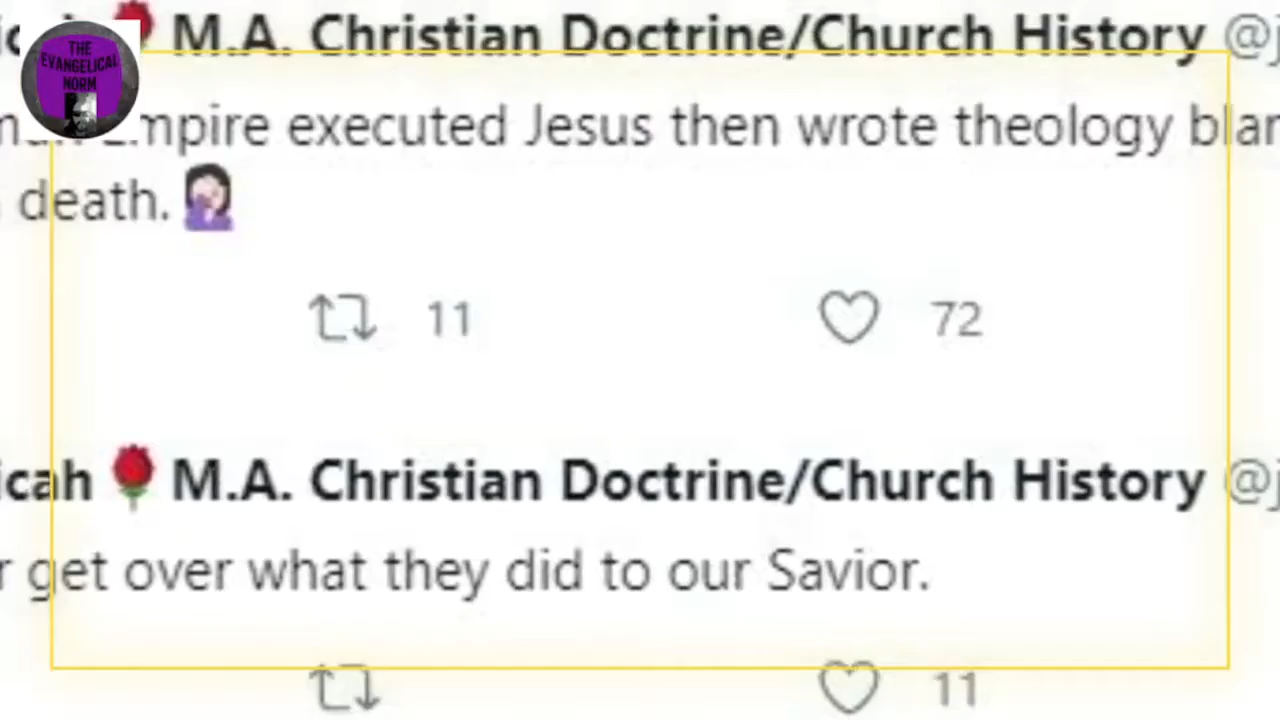 THE
EVANGELICAL
NORM
M.A. Christian Doctrine/Church History @j
mpire executed Jesus then wrote theology blam
death.
11 72
icah M.A. Christian Doctrine/Church History @j
r get over what they did to our Savior.
11